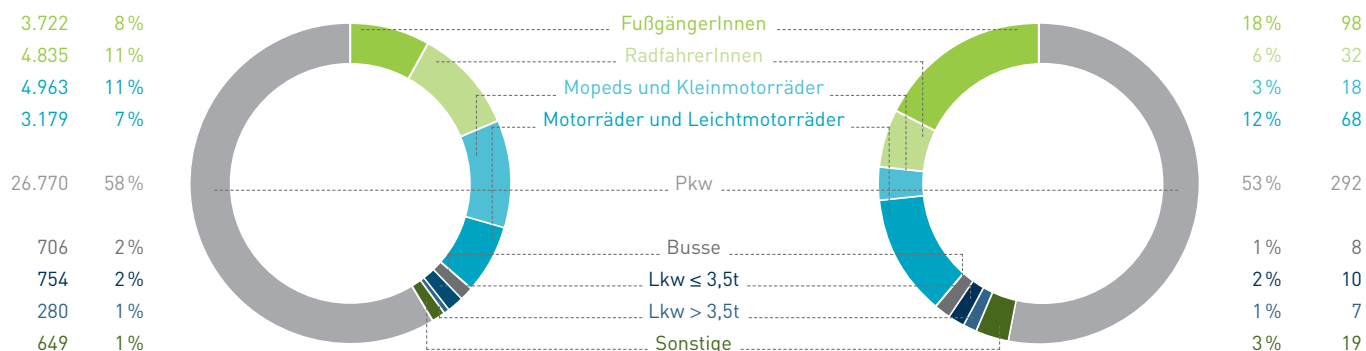 3.722 8 % FußgängerInnen 18 % 98
4.835 11 % RadfahrerInnen 6 % 32
4.963 11 % Mopeds und Kleinmotorräder 3 % 18
3.179 7 % Motorräder und Leichtmotorräder 12 % 68
26.770 58 % Pkw 53 % 292
706 2 % Busse 1 % 8
754 2 % Lkw ≤ 3,5t 2 % 10
280 1 % Lkw > 3,5t 1 % 7
649 1 % Sonstige 3 % 19